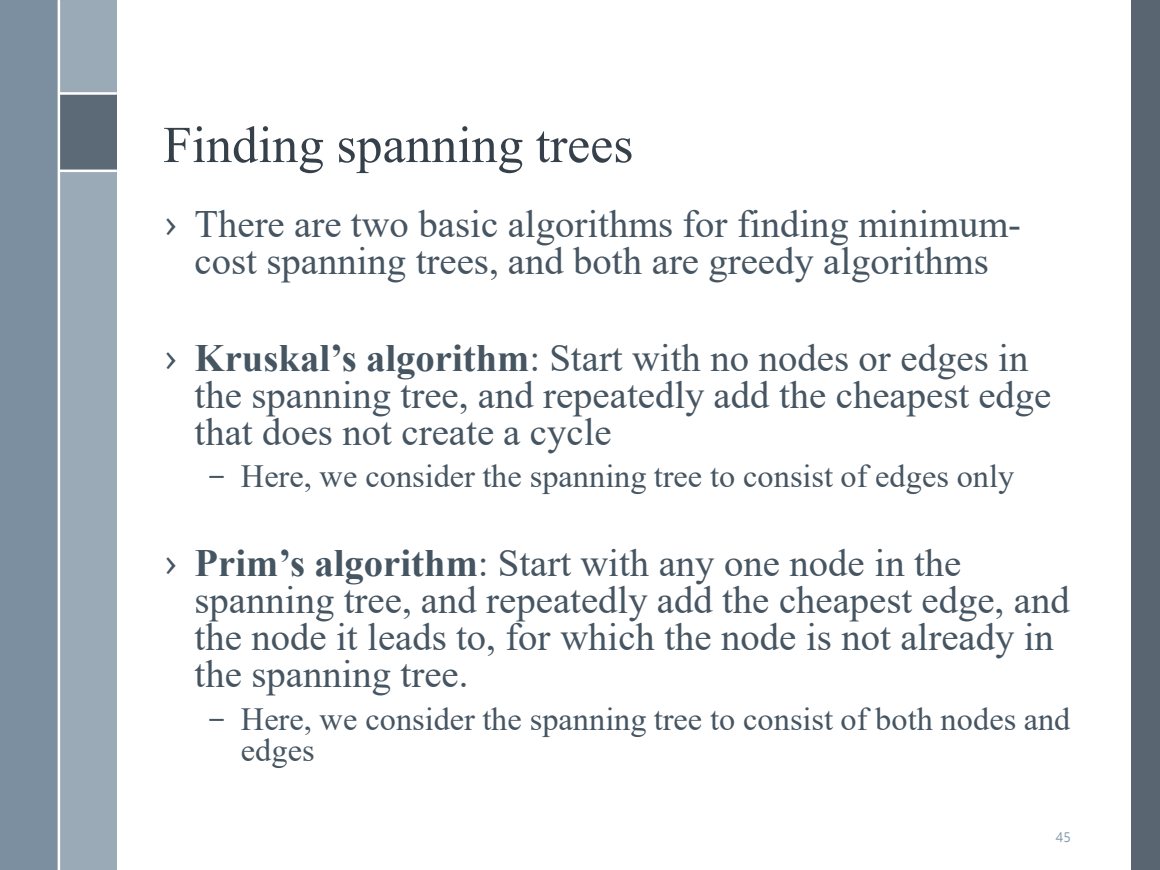 Finding spanning trees
› There are two basic algorithms for finding minimum-
cost spanning trees, and both are greedy algorithms
› Kruskal’s algorithm: Start with no nodes or edges in
the spanning tree, and repeatedly add the cheapest edge
that does not create a cycle
– Here, we consider the spanning tree to consist of edges only
› Prim’s algorithm: Start with any one node in the
spanning tree, and repeatedly add the cheapest edge, and
the node it leads to, for which the node is not already in
the spanning tree.
– Here, we consider the spanning tree to consist of both nodes and
edges
45